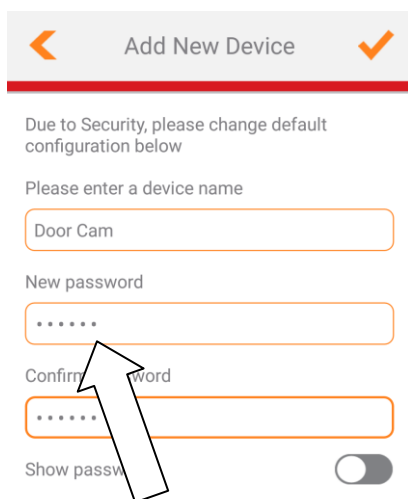 Add New Device
Due to Security, please change default
configuration below
Please enter a device name
Door Cam
New password
••••••
••••••
Show